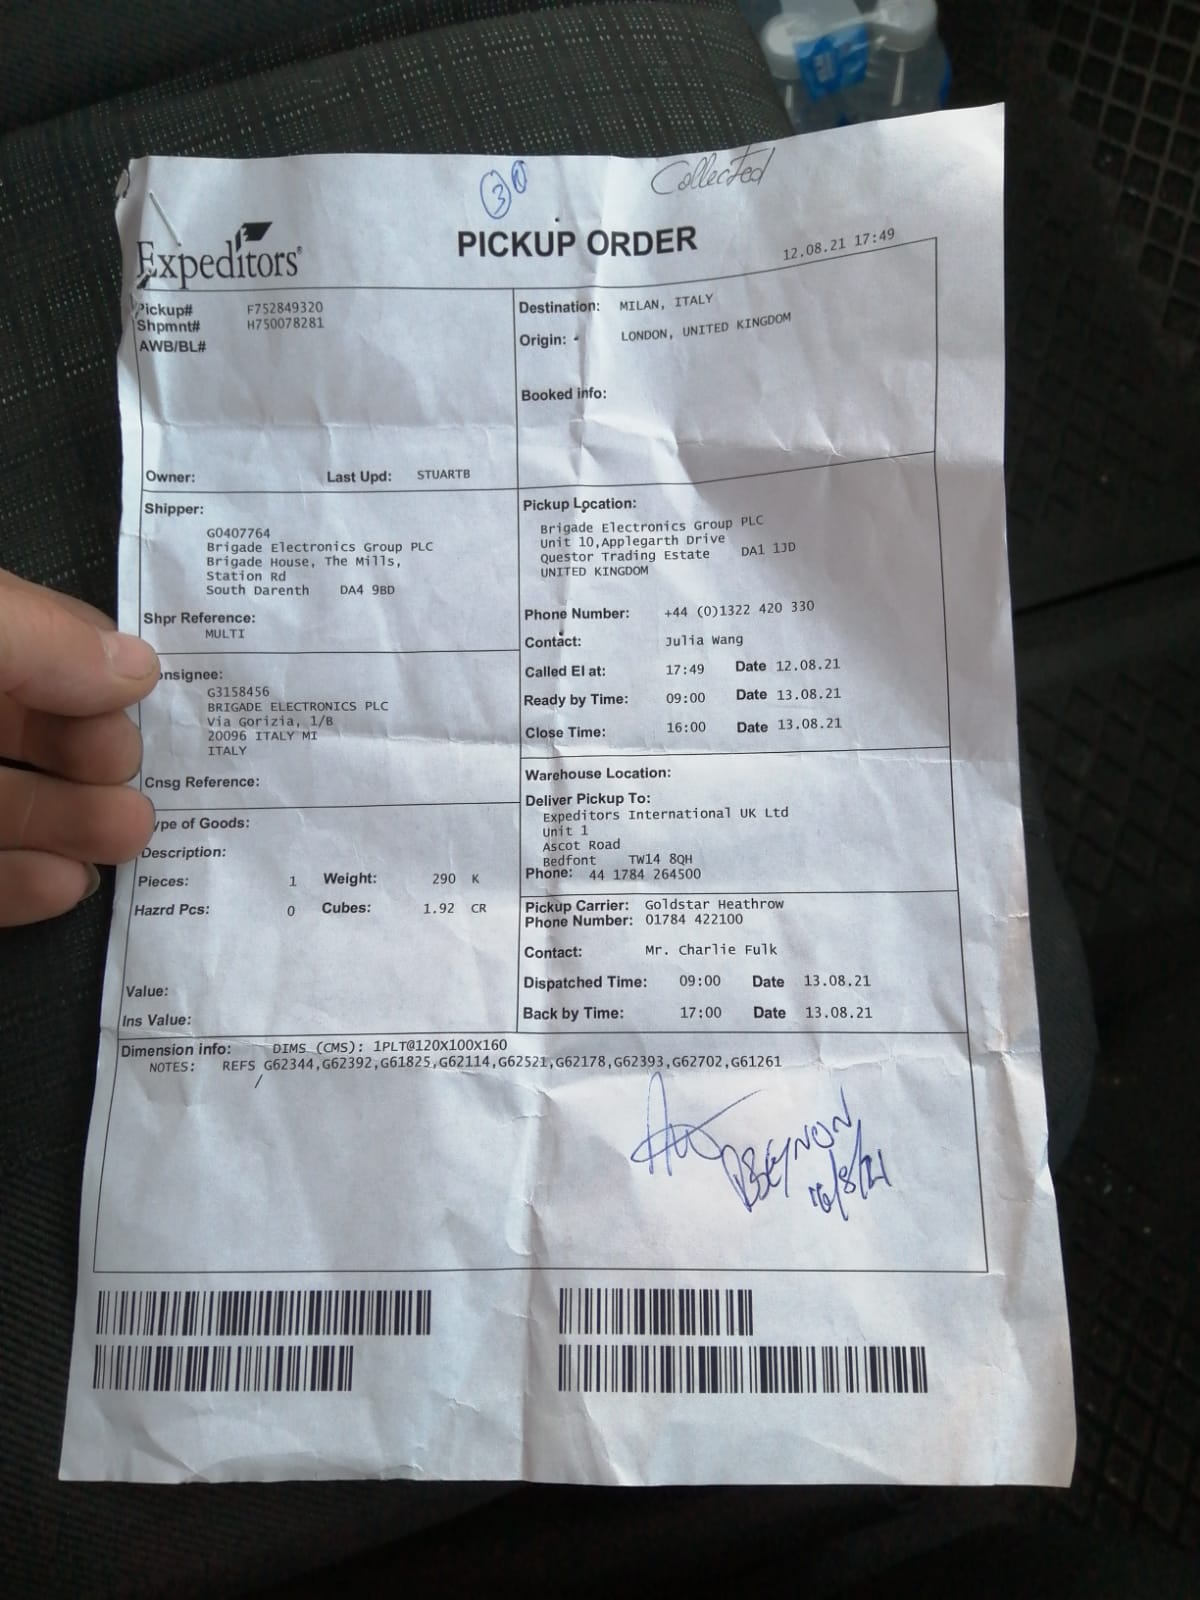 30
Collected
Expeditors®
PICKUP ORDER
12.08.21 17:49
Pickup# F752849320
Shpmnt# H750078281
AWB/BL#
Destination: MILAN, ITALY
Origin: LONDON, UNITED KINGDOM
Booked info:
Owner: Last Upd: STUARTB
Shipper:
G0407764
Brigade Electronics Group PLC
Brigade House, The Mills,
Station Rd
South Darenth DA4 9BD
Shpr Reference:
MULTI
Pickup Location:
Brigade Electronics Group PLC
Unit 10,Applegarth Drive
Questor Trading Estate DA1 1JD
UNITED KINGDOM
Phone Number: +44 (0)1322 420 330
Contact: Julia Wang
Called EI at: 17:49 Date 12.08.21
Ready by Time: 09:00 Date 13.08.21
Close Time: 16:00 Date 13.08.21
onsignee:
G3158456
BRIGADE ELECTRONICS PLC
Via Gorizia, 1/B
20096 ITALY MI
ITALY
Cnsg Reference:
Warehouse Location:
Deliver Pickup To:
Expeditors International UK Ltd
Unit 1
Ascot Road
Bedfont TW14 8QH
Phone: 44 1784 264500
ype of Goods:
Description:
Pieces: 1 Weight: 290 K
Hazrd Pcs: 0 Cubes: 1.92 CR
Value:
Ins Value:
Pickup Carrier: Goldstar Heathrow
Phone Number: 01784 422100
Contact: Mr. Charlie Fulk
Dispatched Time: 09:00 Date 13.08.21
Back by Time: 17:00 Date 13.08.21
Dimension info: DIMS (CMS): 1PLT@120X100X160
NOTES: REFS G62344,G62392,G61825,G62114,G62521,G62178,G62393,G62702,G61261
/
BEYNON
16/8/21